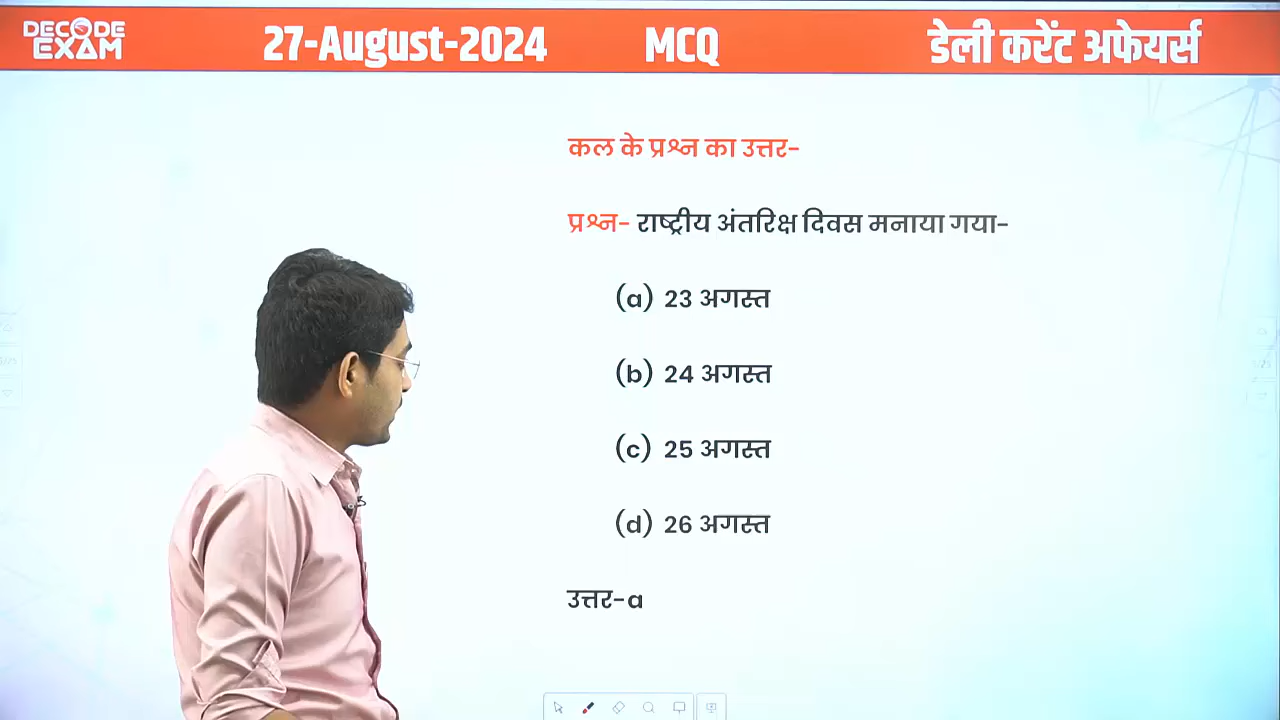 DECODE EXAM
27-August-2024 MCQ डेली करेंट अफेयर्स
कल के प्रश्न का उत्तर-
प्रश्न- राष्ट्रीय अंतरिक्ष दिवस मनाया गया-
(a) 23 अगस्त
(b) 24 अगस्त
(c) 25 अगस्त
(d) 26 अगस्त
उत्तर-a